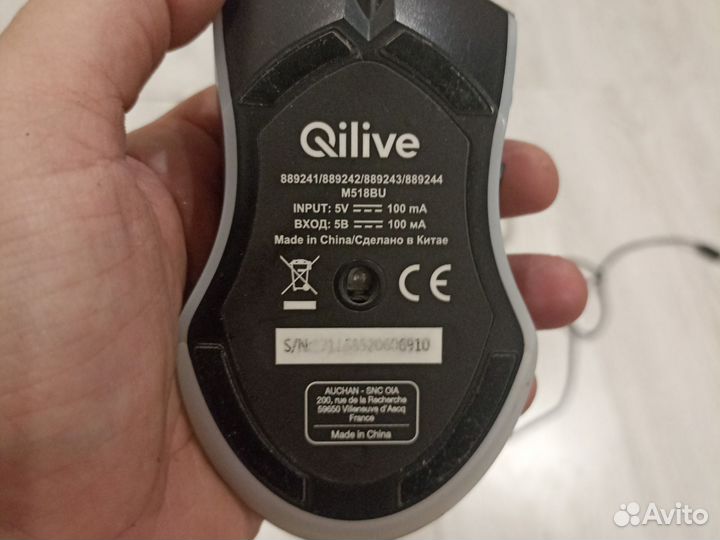 Qilive
889241/889242/889243/889244
M518BU
INPUT: 5V 100 mA
ВХОД: 5В 100 мА
Made in China/Сделано в Китае
CE
S/N:
AUCHAN - SNC OIA
200, rue de la Recherche
59650 Villeneuve d'Ascq
France
Made in China
Avito